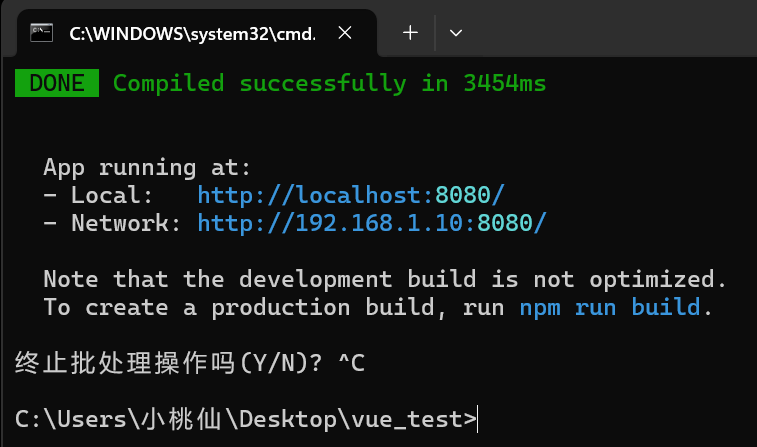 C:\WINDOWS\system32\cmd.
DONE Compiled successfully in 3454ms
App running at:
- Local: http://localhost:8080/
- Network: http://192.168.1.10:8080/
Note that the development build is not optimized.
To create a production build, run npm run build.
终止批处理操作吗(Y/N)? ^C
C:\Users\小桃仙\Desktop\vue_test>